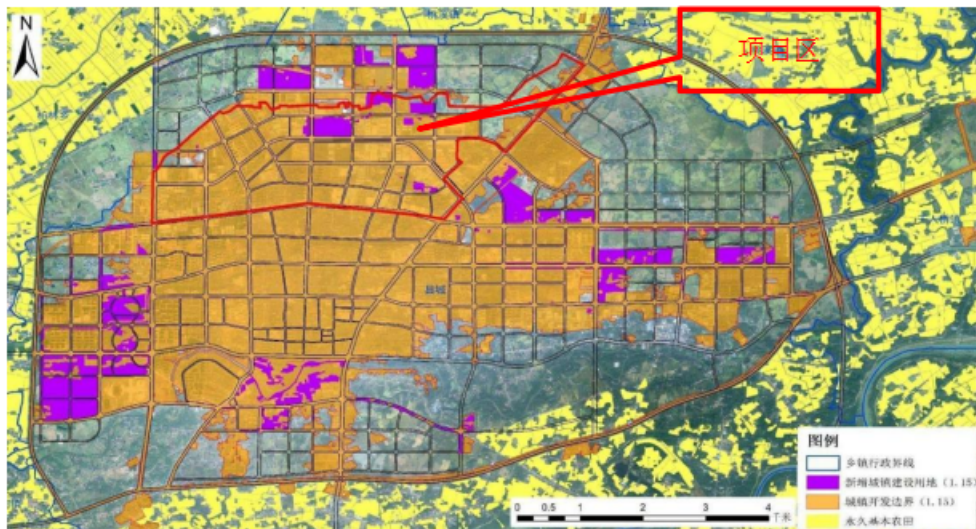 N
项目区
县城
图例
乡镇行政界线
新增城镇建设用地（1.15）
城镇开发边界（1.15）
永久基本农田
0 0.5 1 2 3 4
千米